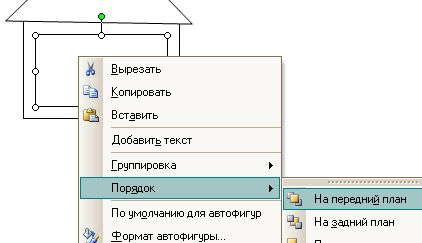 Вырезать
Копировать
Вставить
Добавить текст
Группировка
Порядок
На передний план
По умолчанию для автофигур
На задний план
Формат автофигуры...